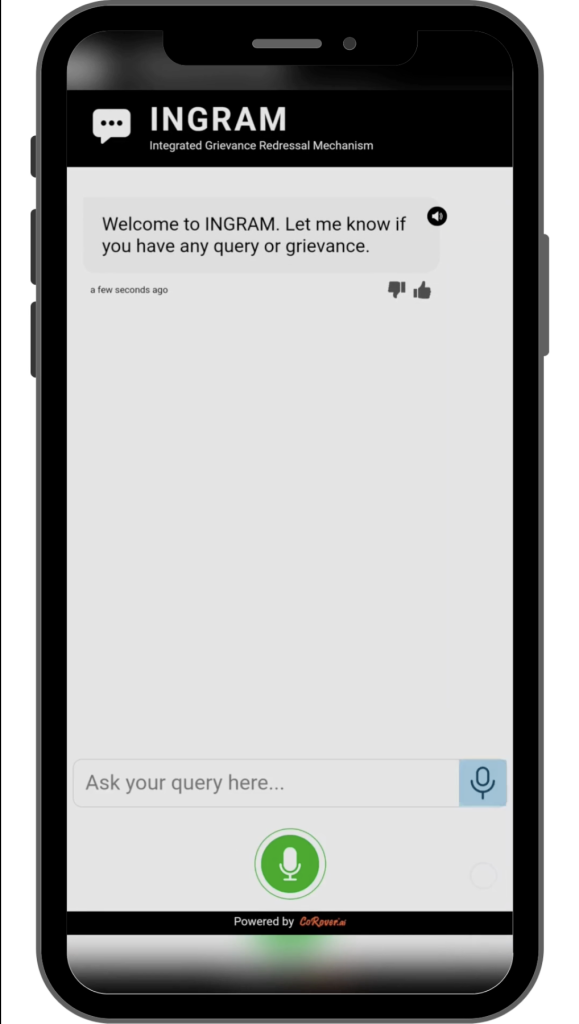 INGRAM
Integrated Grievance Redressal Mechanism
Welcome to INGRAM. Let me know if
you have any query or grievance.
a few seconds ago
Ask your query here...
Powered by CoRover.ai